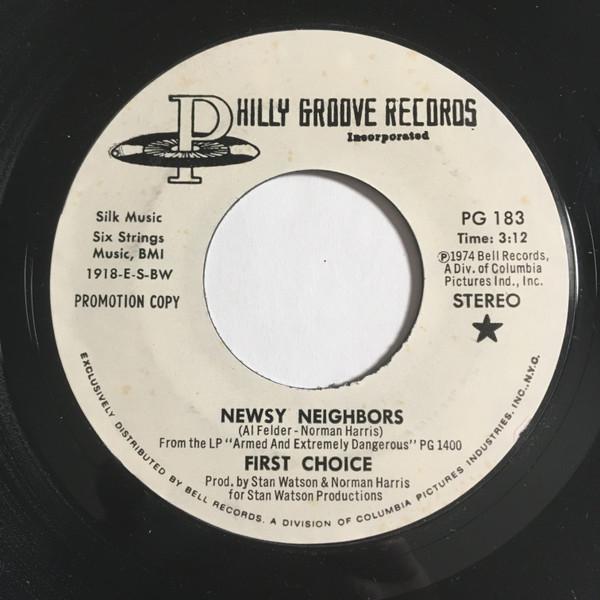 PHILLY GROOVE RECORDS
Incorporated
Silk Music
Six Strings
Music, BMI
1918-E-S-BW
PROMOTION COPY
PG 183
Time: 3:12
Ⓟ1974 Bell Records,
A Div. of Columbia
Pictures Ind., Inc.
STEREO
NEWSY NEIGHBORS
(Al Felder - Norman Harris)
From the LP "Armed And Extremely Dangerous" PG 1400
FIRST CHOICE
Prod. by Stan Watson & Norman Harris
for Stan Watson Productions
EXCLUSIVELY DISTRIBUTED BY BELL RECORDS, A DIVISION OF COLUMBIA PICTURES INDUSTRIES, INC., N.Y.C.